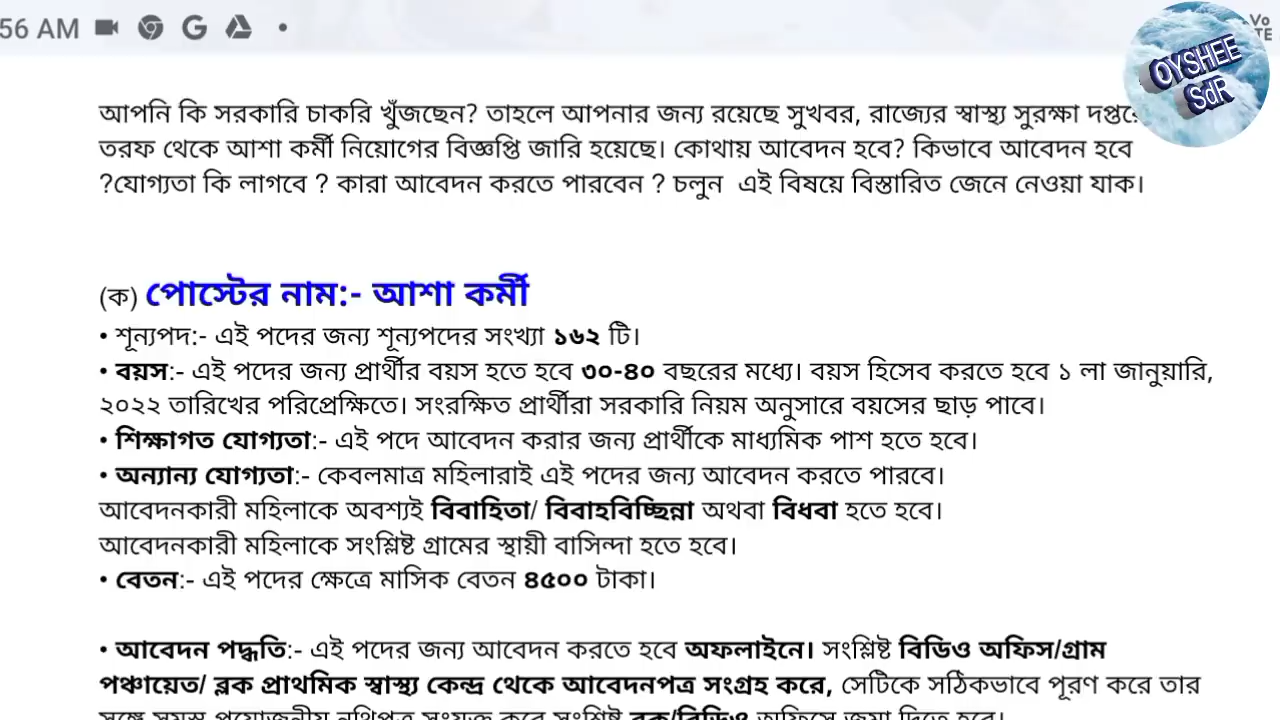 56 AM
Vo
TE
OYSHEE
SdR
আপনি কি সরকারি চাকরি খুঁজছেন? তাহলে আপনার জন্য রয়েছে সুখবর, রাজ্যের স্বাস্থ্য সুরক্ষা
তরফ থেকে আশা কর্মী নিয়োগের বিজ্ঞপ্তি জারি হয়েছে। কোথায় আবেদন হবে? কিভাবে আবেদন হবে
?যোগ্যতা কি লাগবে ? কারা আবেদন করতে পারবেন ? চলুন এই বিষয়ে বিস্তারিত জেনে নেওয়া যাক।
(ক) পোস্টের নাম:- আশা কর্মী
• শূন্যপদ:- এই পদের জন্য শূন্যপদের সংখ্যা ১৬২ টি।
• বয়স:- এই পদের জন্য প্রার্থীর বয়স হতে হবে ৩০-৪০ বছরের মধ্যে। বয়স হিসেব করতে হবে ১ লা জানুয়ারি,
২০২২ তারিখের পরিপ্রেক্ষিতে। সংরক্ষিত প্রার্থীরা সরকারি নিয়ম অনুসারে বয়সের ছাড় পাবে।
• শিক্ষাগত যোগ্যতা:- এই পদে আবেদন করার জন্য প্রার্থীকে মাধ্যমিক পাশ হতে হবে।
• অন্যান্য যোগ্যতা:- কেবলমাত্র মহিলারাই এই পদের জন্য আবেদন করতে পারবে।
আবেদনকারী মহিলাকে অবশ্যই বিবাহিতা/ বিবাহবিচ্ছিন্না অথবা বিধবা হতে হবে।
আবেদনকারী মহিলাকে সংশ্লিষ্ট গ্রামের স্থায়ী বাসিন্দা হতে হবে।
• বেতন:- এই পদের ক্ষেত্রে মাসিক বেতন ৪৫০০ টাকা।
• আবেদন পদ্ধতি:- এই পদের জন্য আবেদন করতে হবে অফলাইনে। সংশ্লিষ্ট বিডিও অফিস/গ্রাম
পঞ্চায়েত/ ব্লক প্রাথমিক স্বাস্থ্য কেন্দ্র থেকে আবেদনপত্র সংগ্রহ করে, সেটিকে সঠিকভাবে পূরণ করে তার